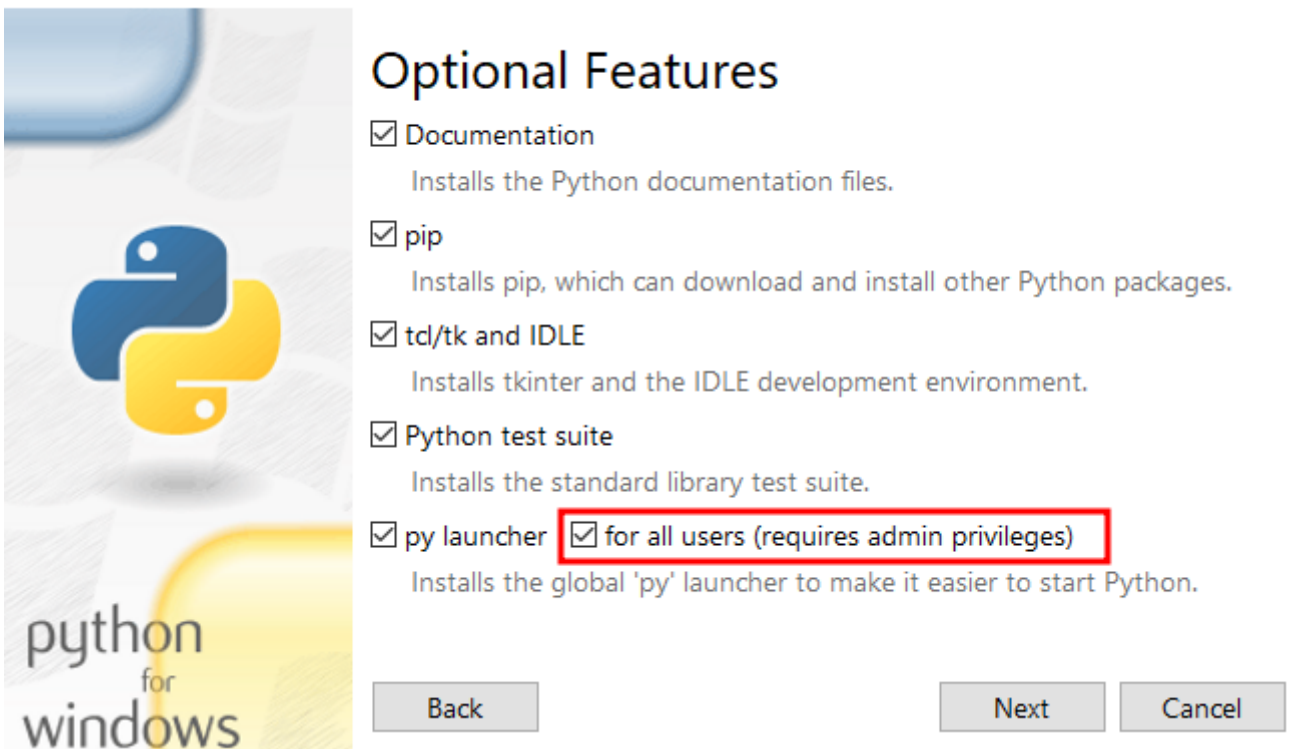 Optional Features
Documentation
Installs the Python documentation files.
pip
Installs pip, which can download and install other Python packages.
tcl/tk and IDLE
Installs tkinter and the IDLE development environment.
Python test suite
Installs the standard library test suite.
py launcher for all users (requires admin privileges)
Installs the global 'py' launcher to make it easier to start Python.
python
for
windows
Back Next Cancel